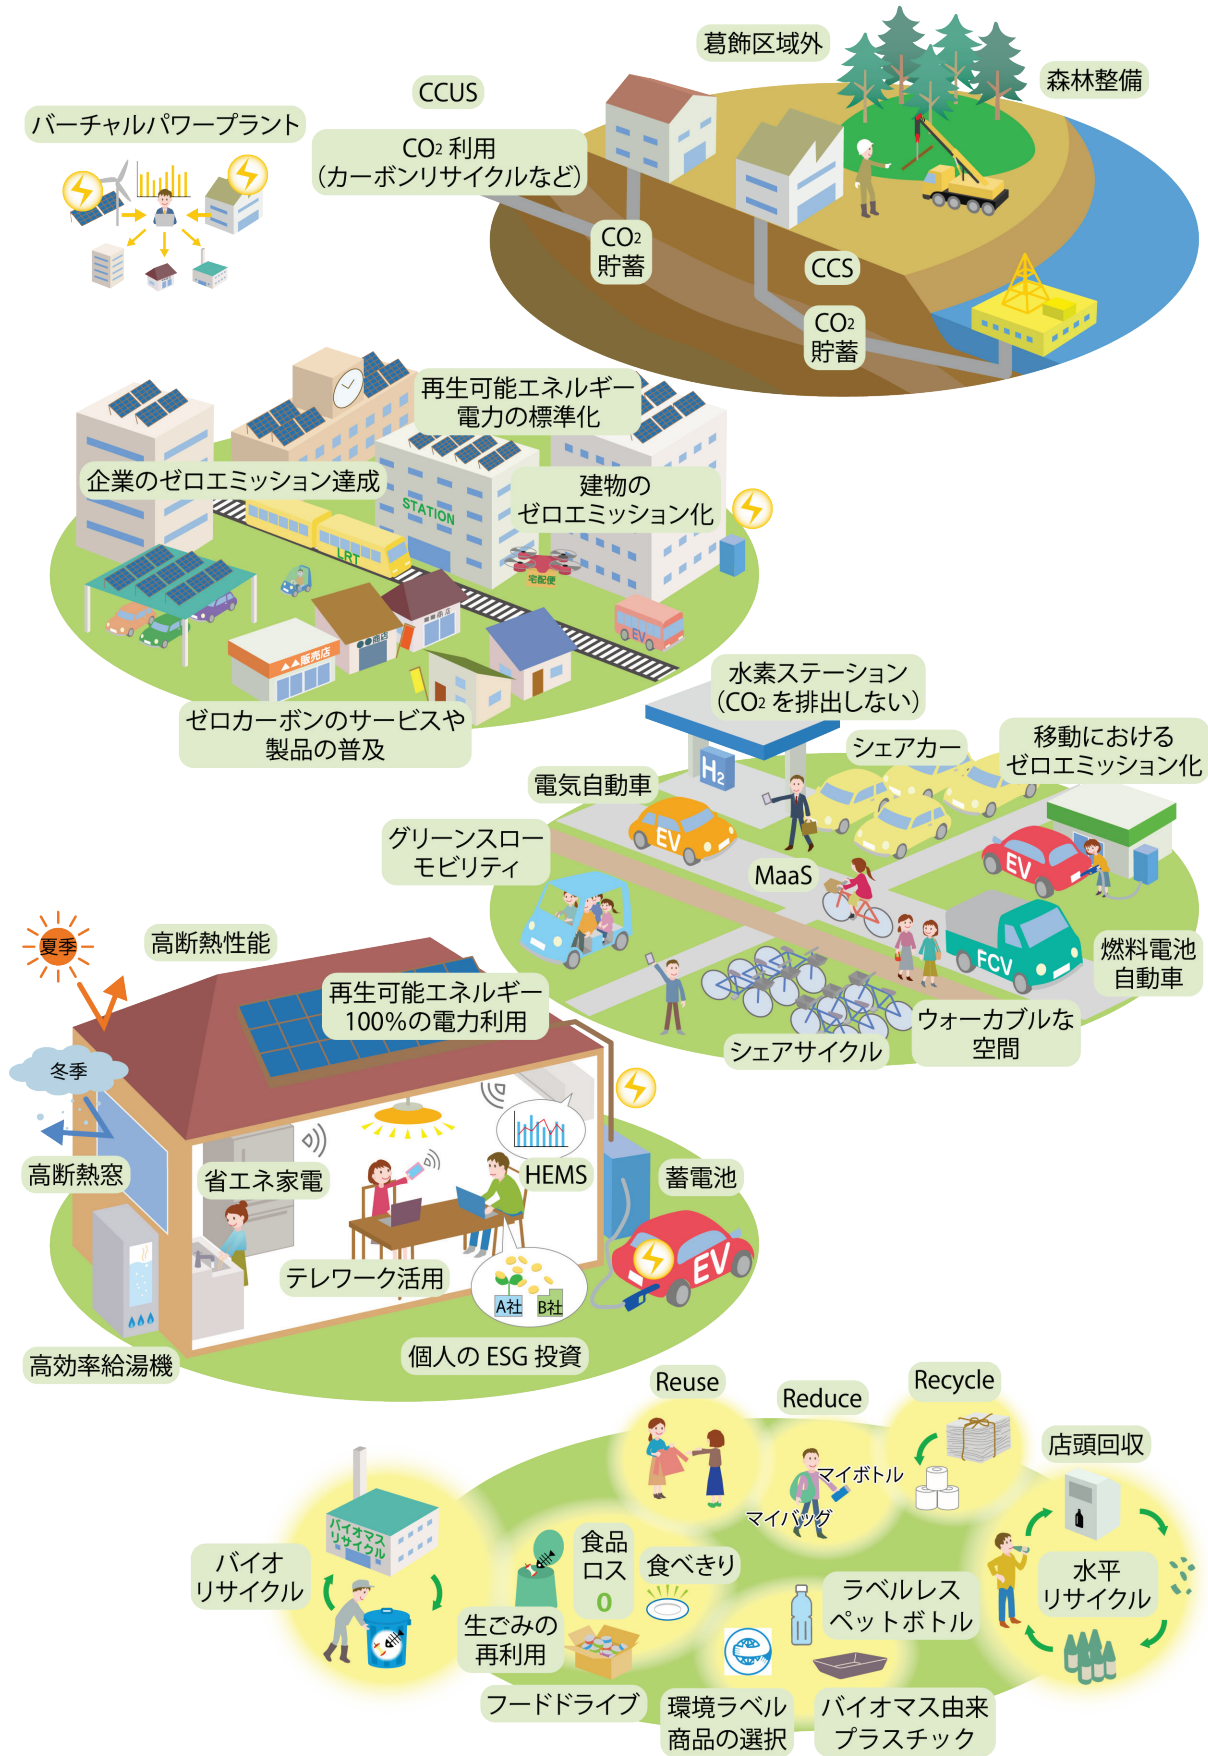 葛飾区域外
森林整備
CCUS
バーチャルパワープラント
CO2 利用
（カーボンリサイクルなど）
CO2
貯蓄
CCS
CO2
貯蓄
再生可能エネルギー
電力の標準化
企業のゼロエミッション達成
建物の
ゼロエミッション化
STATION
LRT
宅配便
EV
●●商店
▲▲販売店
ゼロカーボンのサービスや
製品の普及
水素ステーション
（CO2 を排出しない）
シェアカー
移動における
ゼロエミッション化
H2
電気自動車
EV
グリーンスロー
モビリティ
MaaS
EV
FCV
燃料電池
自動車
ウォーカブルな
空間
シェアサイクル
夏季
高断熱性能
再生可能エネルギー
100％の電力利用
冬季
高断熱窓
省エネ家電
HEMS
蓄電池
EV
テレワーク活用
A社
B社
高効率給湯機
個人の ESG 投資
Reuse
Reduce
Recycle
店頭回収
マイボトル
マイバッグ
バイオマス
リサイクル
バイオ
リサイクル
食品
ロス
0
食べきり
生ごみの
再利用
フードドライブ
ラベルレス
ペットボトル
水平
リサイクル
環境ラベル
商品の選択
バイオマス由来
プラスチック